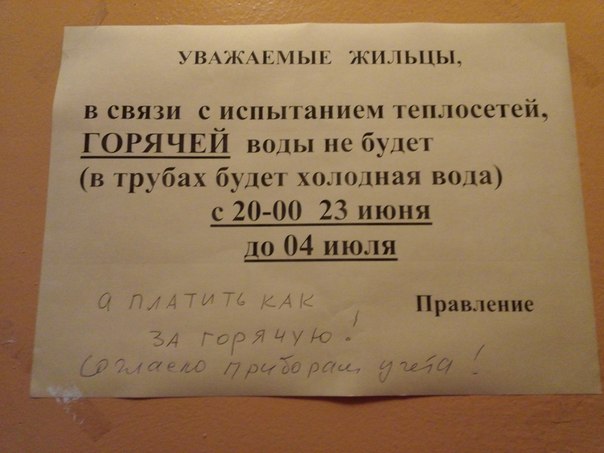 УВАЖАЕМЫЕ ЖИЛЬЦЫ,
в связи с испытанием теплосетей,
ГОРЯЧЕЙ воды не будет
(в трубах будет холодная вода)
с 20-00 23 июня
до 04 июля
Правление
а ПЛАТИТЬ КАК
ЗА ГОРЯЧУЮ!
Согласно приборам учета!